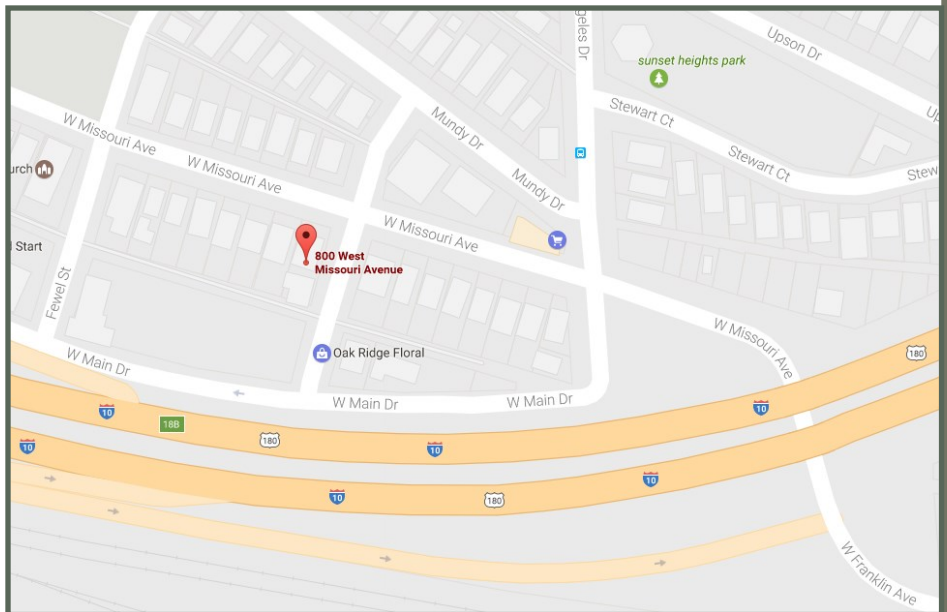 geles Dr
Upson Dr
sunset heights park
Stewart Ct
Mundy Dr
W Missouri Ave
W Missouri Ave
Stewart Ct
Stew
urch
Mundy Dr
W Missouri Ave
Start
800 West
Missouri Avenue
Fewel St
W Missouri Ave
Oak Ridge Floral
180
W Main Dr
W Main Dr
W Main Dr
10
10
18B
180
10
10
10
10
180
W Franklin Ave